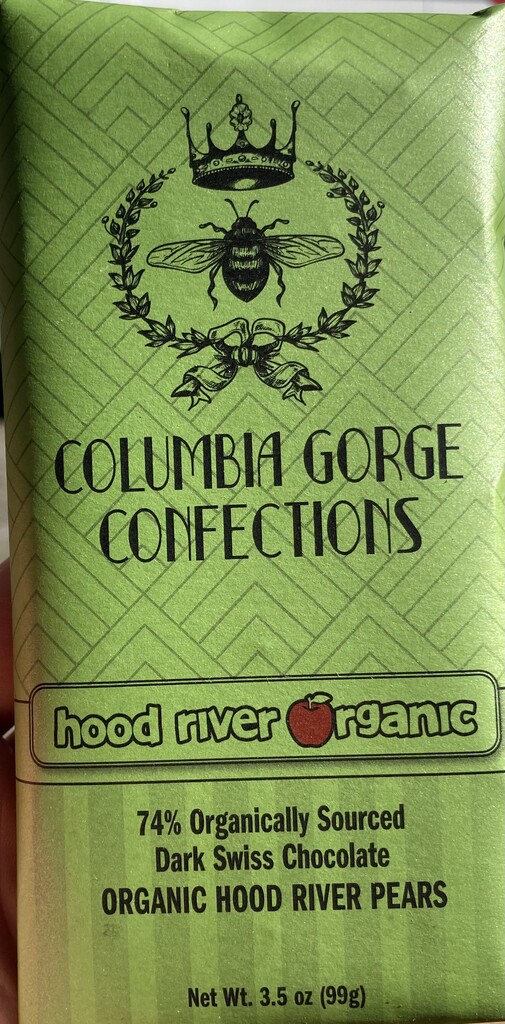 COLUMBIA GORGE
CONFECTIONS
hood river organic
74% Organically Sourced
Dark Swiss Chocolate
ORGANIC HOOD RIVER PEARS
Net Wt. 3.5 oz (99g)